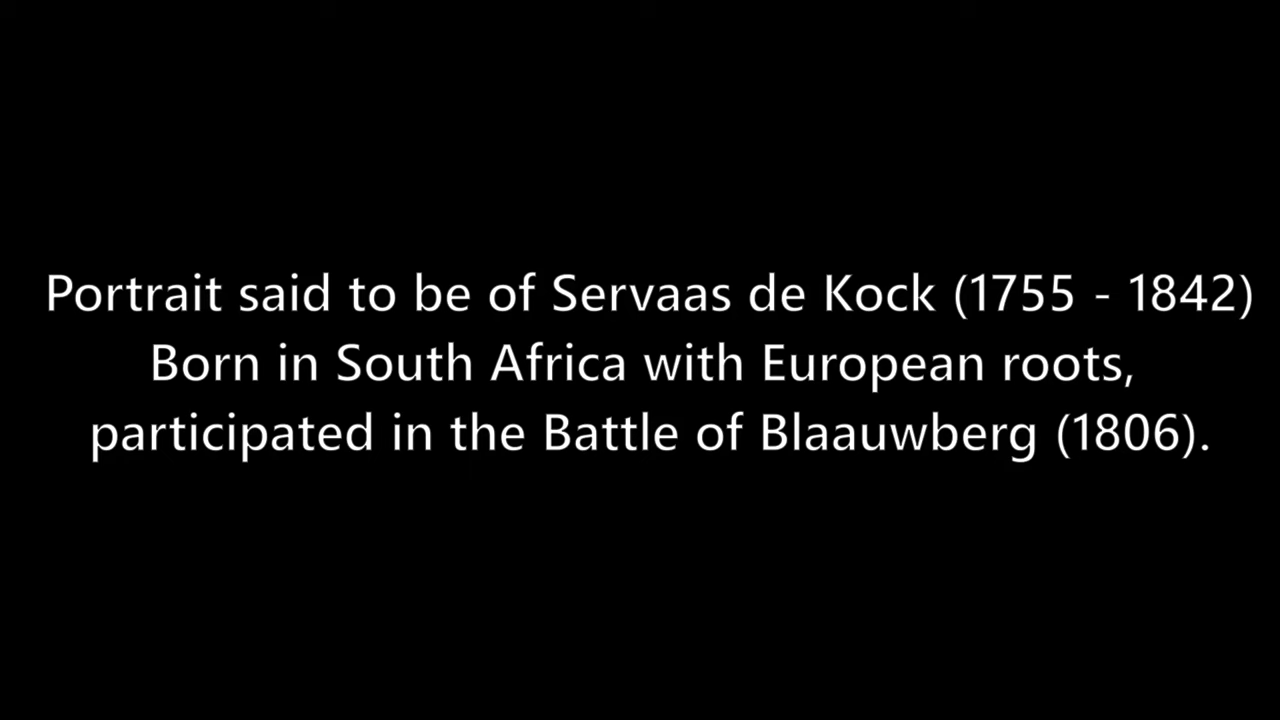 Portrait said to be of Servaas de Kock (1755 - 1842)
Born in South Africa with European roots,
participated in the Battle of Blaauwberg (1806).